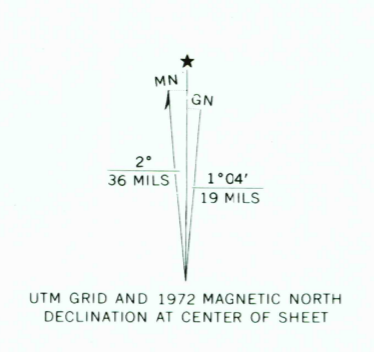 ★
MN
GN
2°
36 MILS
1°04′
19 MILS
UTM GRID AND 1972 MAGNETIC NORTH
DECLINATION AT CENTER OF SHEET